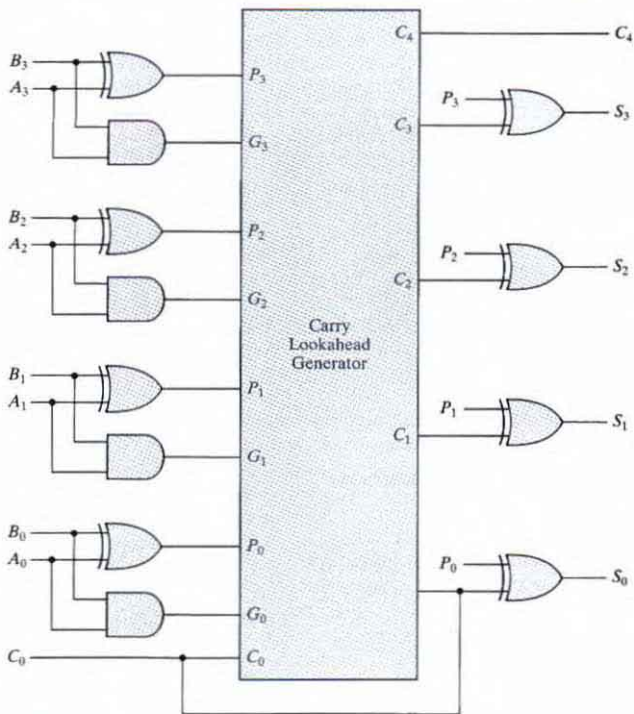 C₄
C₄
B₃
A₃
P₃
P₃
S₃
C₃
G₃
B₂
A₂
P₂
P₂
S₂
C₂
G₂
Carry
Lookahead
Generator
B₁
A₁
P₁
P₁
S₁
C₁
G₁
B₀
A₀
P₀
P₀
S₀
G₀
C₀
C₀